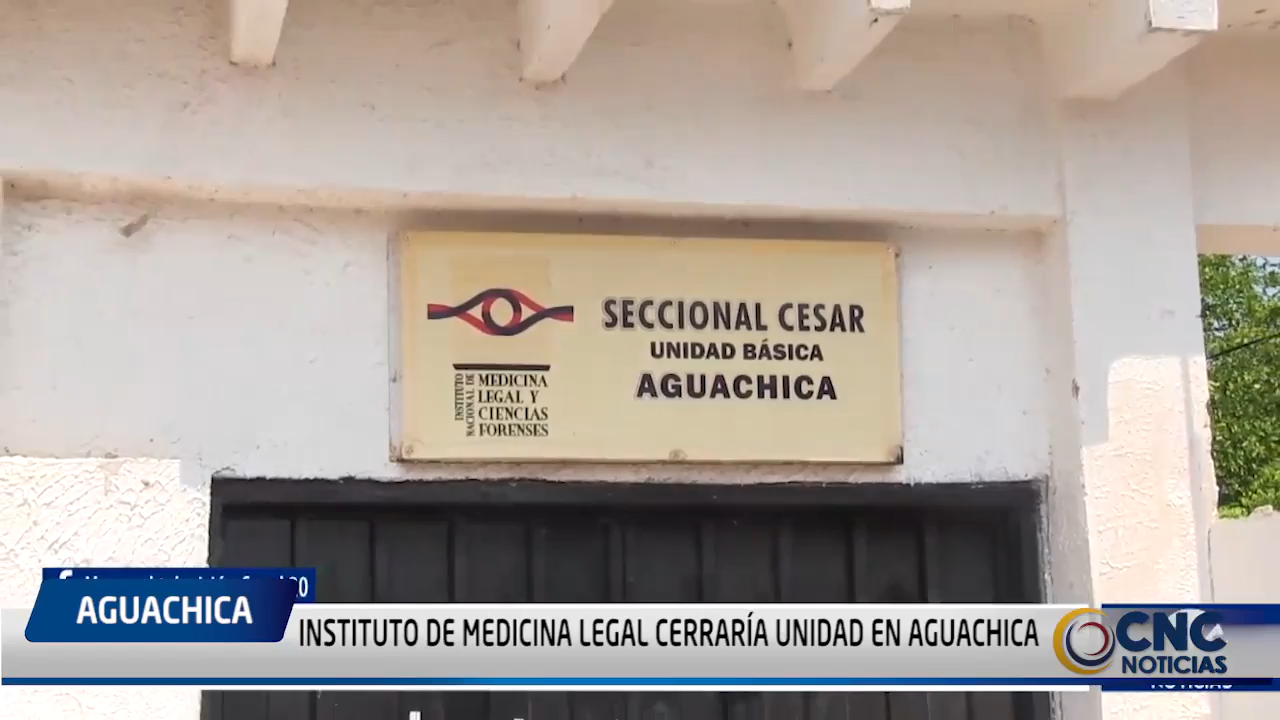 SECCIONAL CESAR
UNIDAD BÁSICA
AGUACHICA
INSTITUTO
NACIONAL DE
MEDICINA
LEGAL Y
CIENCIAS
FORENSES
AGUACHICA
INSTITUTO DE MEDICINA LEGAL CERRARÍA UNIDAD EN AGUACHICA
CNC
NOTICIAS
NOTICIAS